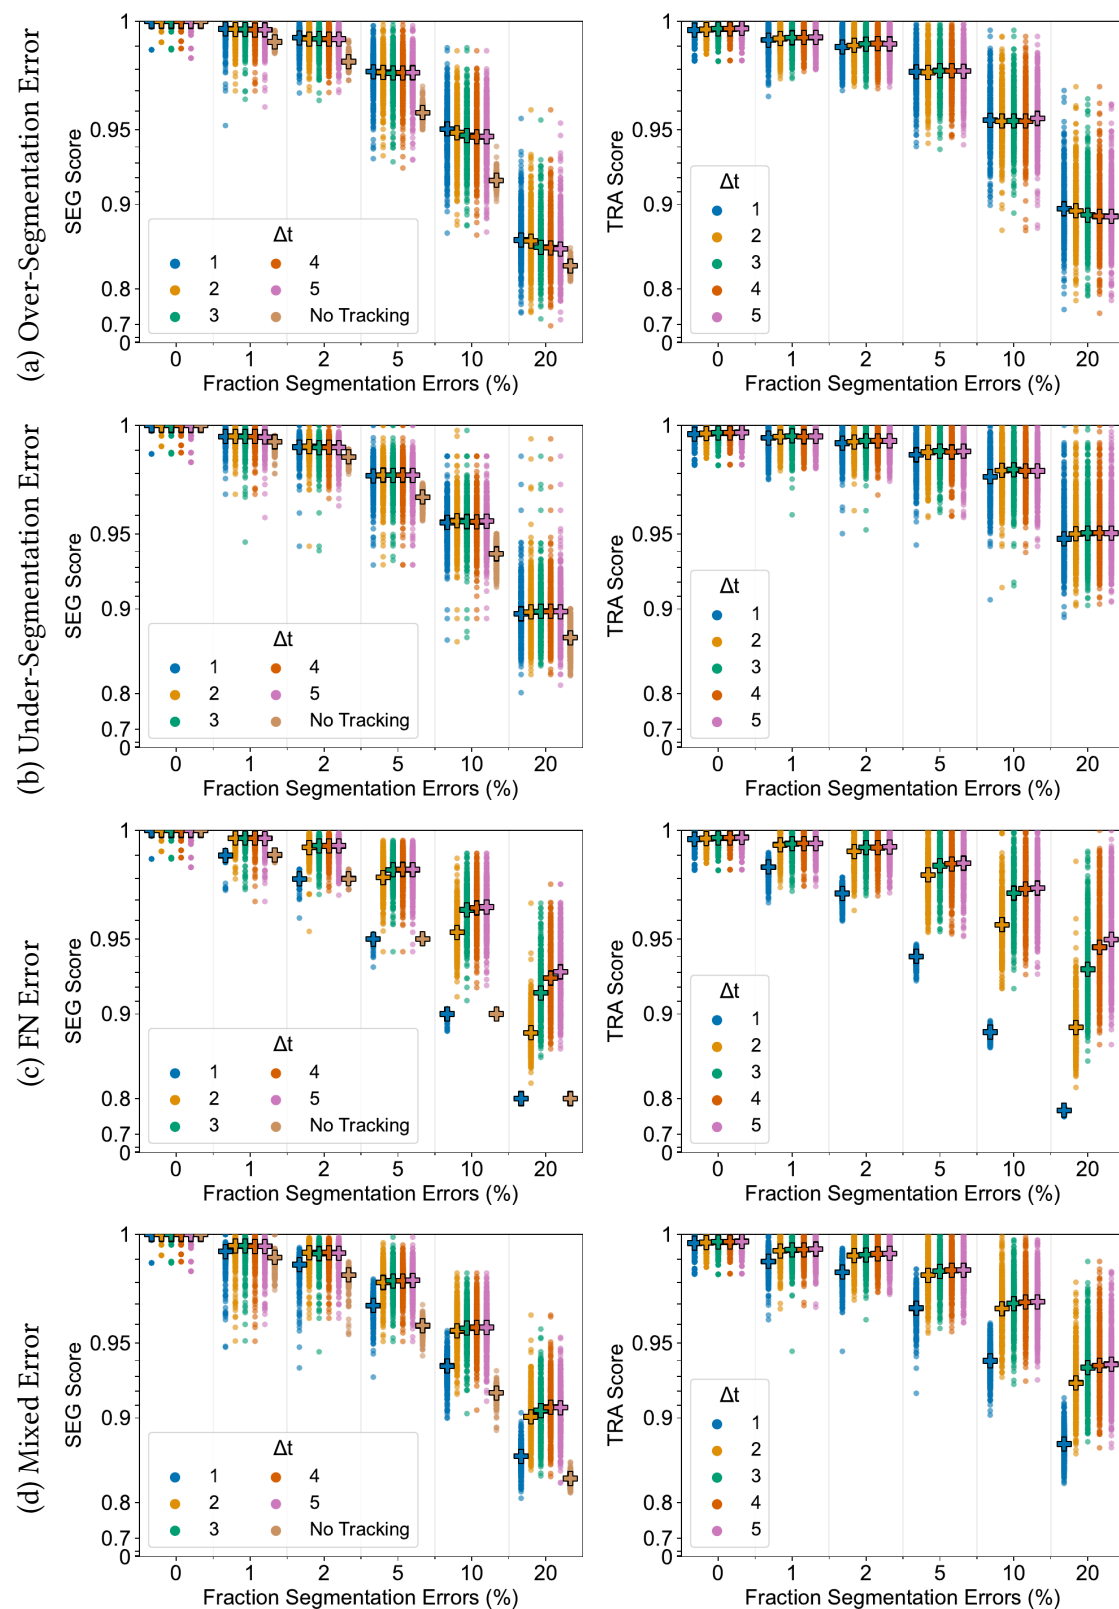 (a) Over-Segmentation Error
SEG Score
1
0.95
0.9
0.8
0.7
0
Δt
1 4
2 5
3 No Tracking
0 1 2 5 10 20
Fraction Segmentation Errors (%)
TRA Score
1
0.95
0.9
0.8
0.7
0
Δt
1
2
3
4
5
0 1 2 5 10 20
Fraction Segmentation Errors (%)
(b) Under-Segmentation Error
SEG Score
1
0.95
0.9
0.8
0.7
0
Δt
1 4
2 5
3 No Tracking
0 1 2 5 10 20
Fraction Segmentation Errors (%)
TRA Score
1
0.95
0.9
0.8
0.7
0
Δt
1
2
3
4
5
0 1 2 5 10 20
Fraction Segmentation Errors (%)
(c) FN Error
SEG Score
1
0.95
0.9
0.8
0.7
0
Δt
1 4
2 5
3 No Tracking
0 1 2 5 10 20
Fraction Segmentation Errors (%)
TRA Score
1
0.95
0.9
0.8
0.7
0
Δt
1
2
3
4
5
0 1 2 5 10 20
Fraction Segmentation Errors (%)
(d) Mixed Error
SEG Score
1
0.95
0.9
0.8
0.7
0
Δt
1 4
2 5
3 No Tracking
0 1 2 5 10 20
Fraction Segmentation Errors (%)
TRA Score
1
0.95
0.9
0.8
0.7
0
Δt
1
2
3
4
5
0 1 2 5 10 20
Fraction Segmentation Errors (%)